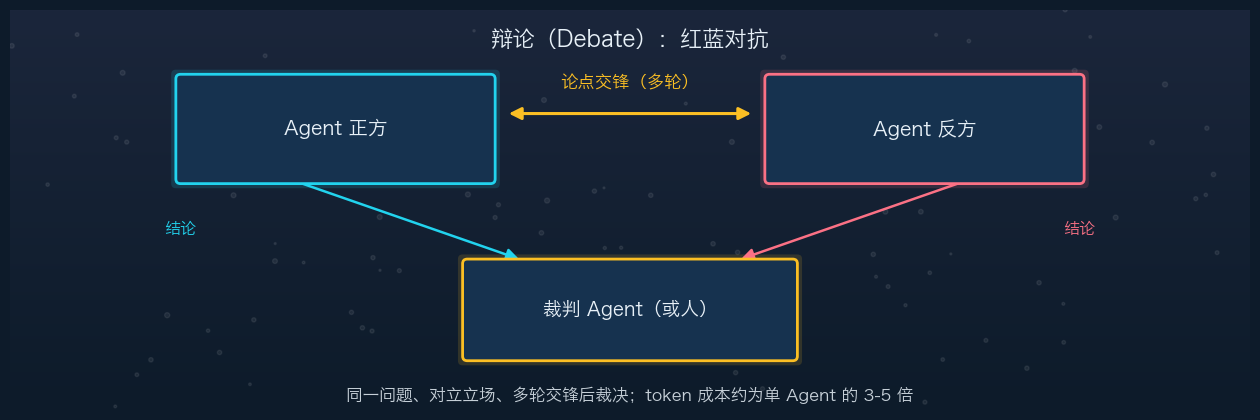 辩论（Debate）：红蓝对抗
论点交锋（多轮）
Agent 正方
Agent 反方
结论
结论
裁判 Agent（或人）
同一问题、对立立场、多轮交锋后裁决；token 成本约为单 Agent 的 3-5 倍